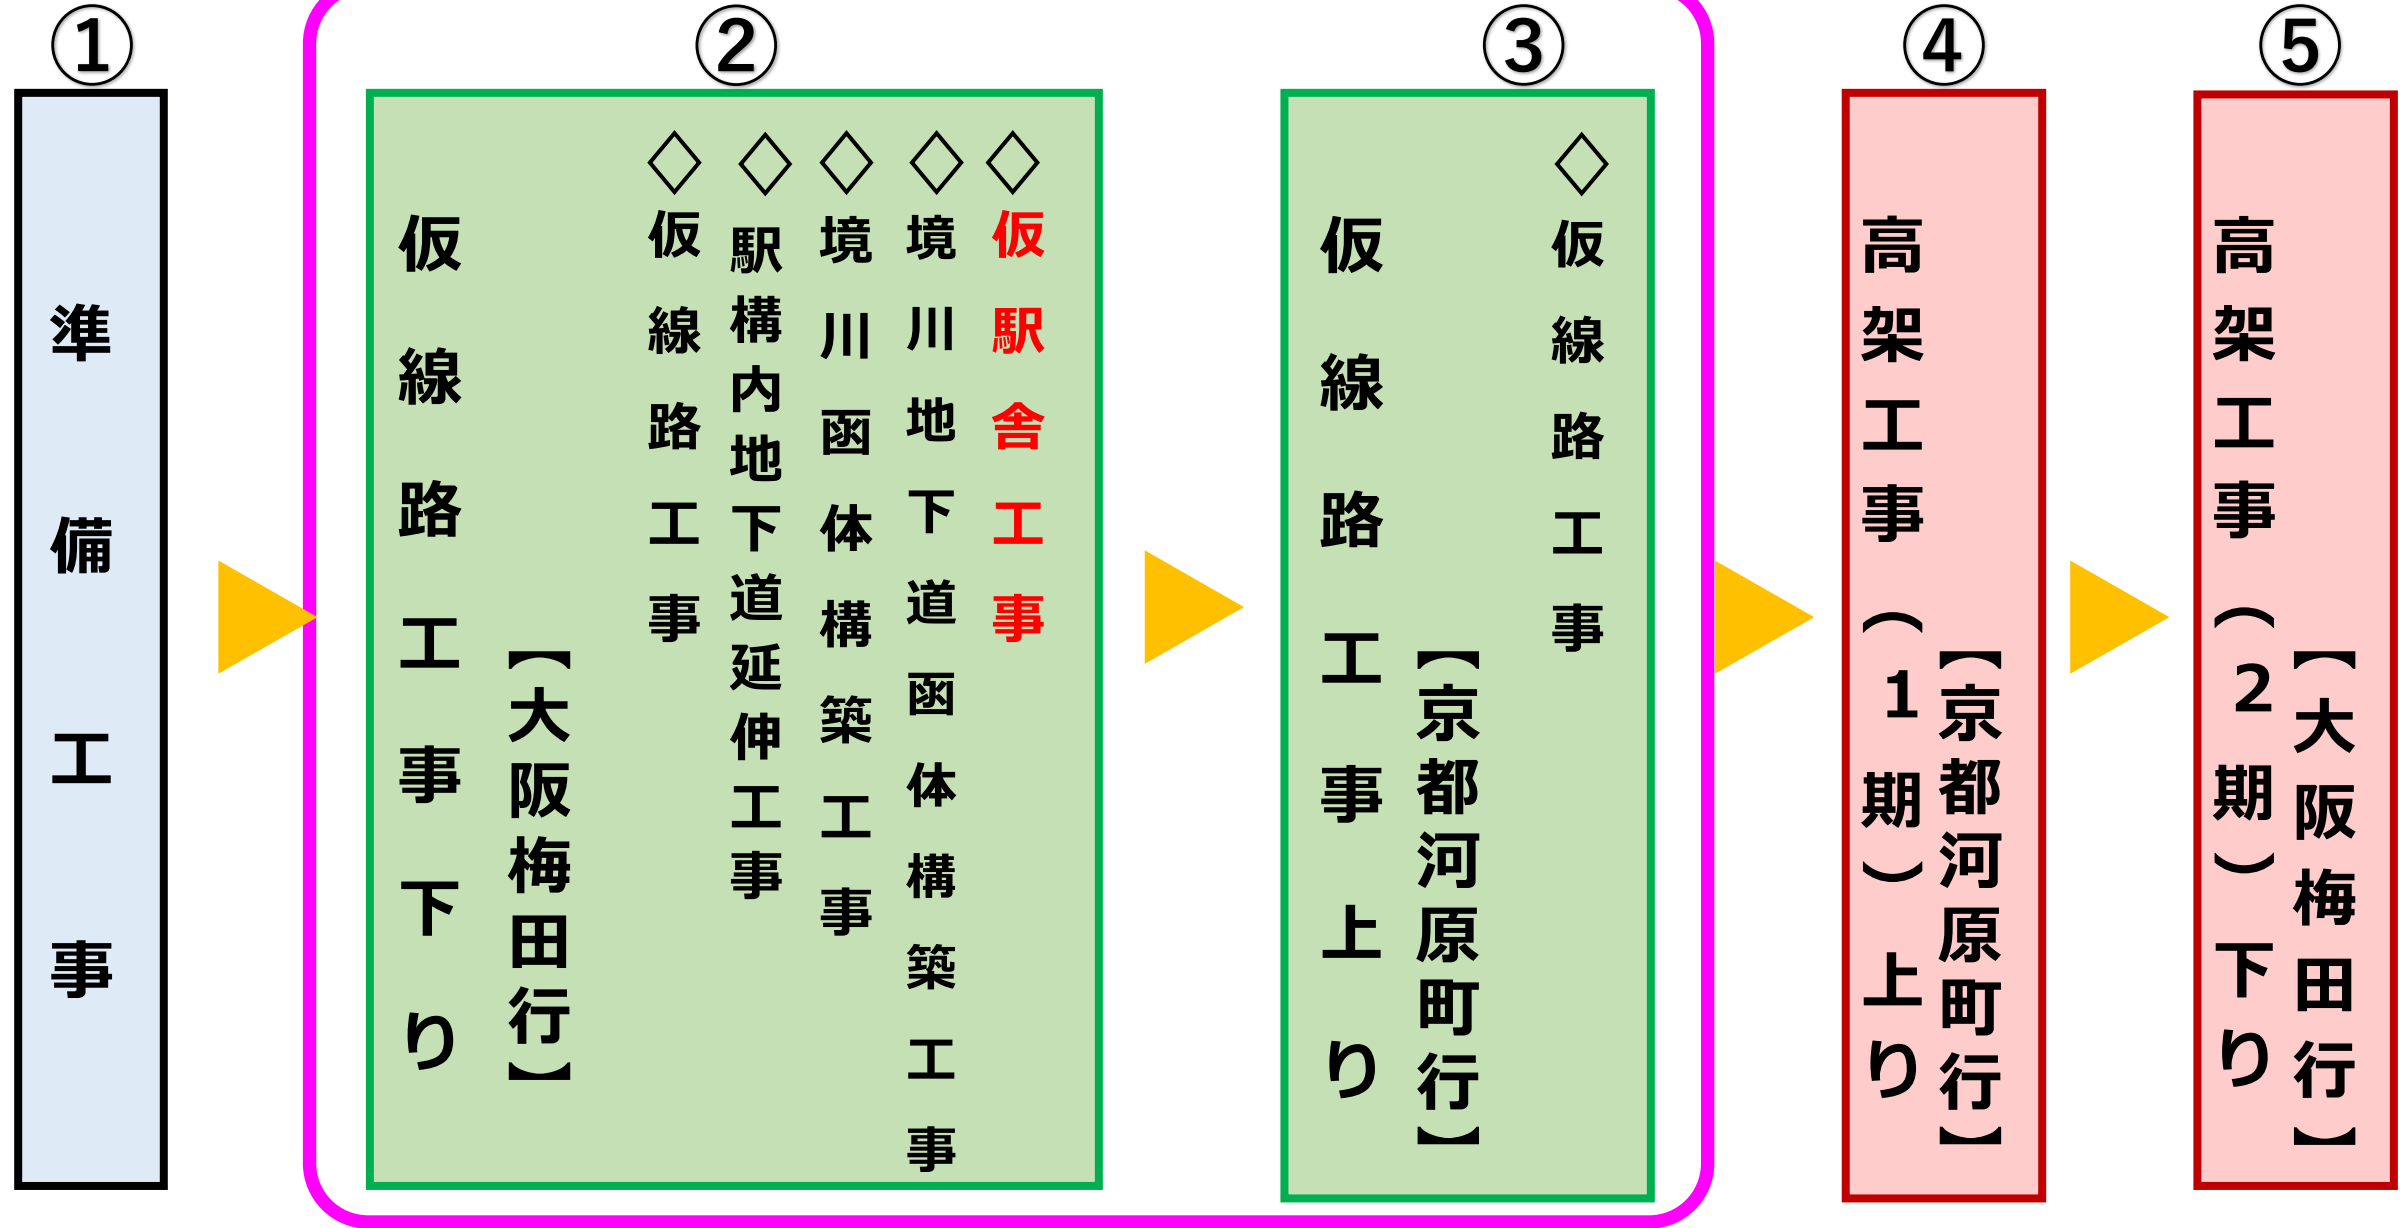 ①
準備工事
②
仮線路工事下り
【大阪梅田行】
◇仮線路工事
◇駅構内地下道延伸工事
◇境川函体構築工事
◇境川地下道函体構築工事
◇仮駅舎工事
③
仮線路工事上り
【京都河原町行】
◇仮線路工事
④
高架工事（1期）上り
【京都河原町行】
⑤
高架工事（2期）下り
【大阪梅田行】